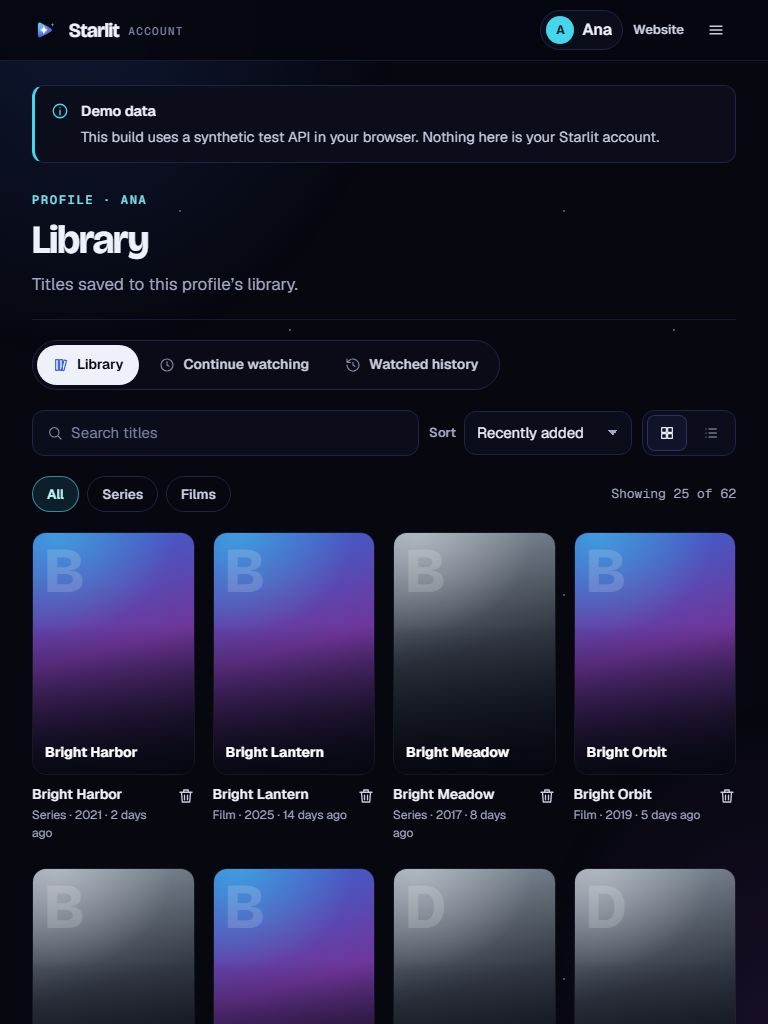 Starlit ACCOUNT
A Ana Website
Demo data
This build uses a synthetic test API in your browser. Nothing here is your Starlit account.
PROFILE · ANA
Library
Titles saved to this profile’s library.
Library Continue watching Watched history
Search titles Sort Recently added
All Series Films Showing 25 of 62
B B B B
Bright Harbor Bright Lantern Bright Meadow Bright Orbit
Bright Harbor Bright Lantern Bright Meadow Bright Orbit
Series · 2021 · 2 days ago
Film · 2025 · 14 days ago
Series · 2017 · 8 days ago
Film · 2019 · 5 days ago
B B D D